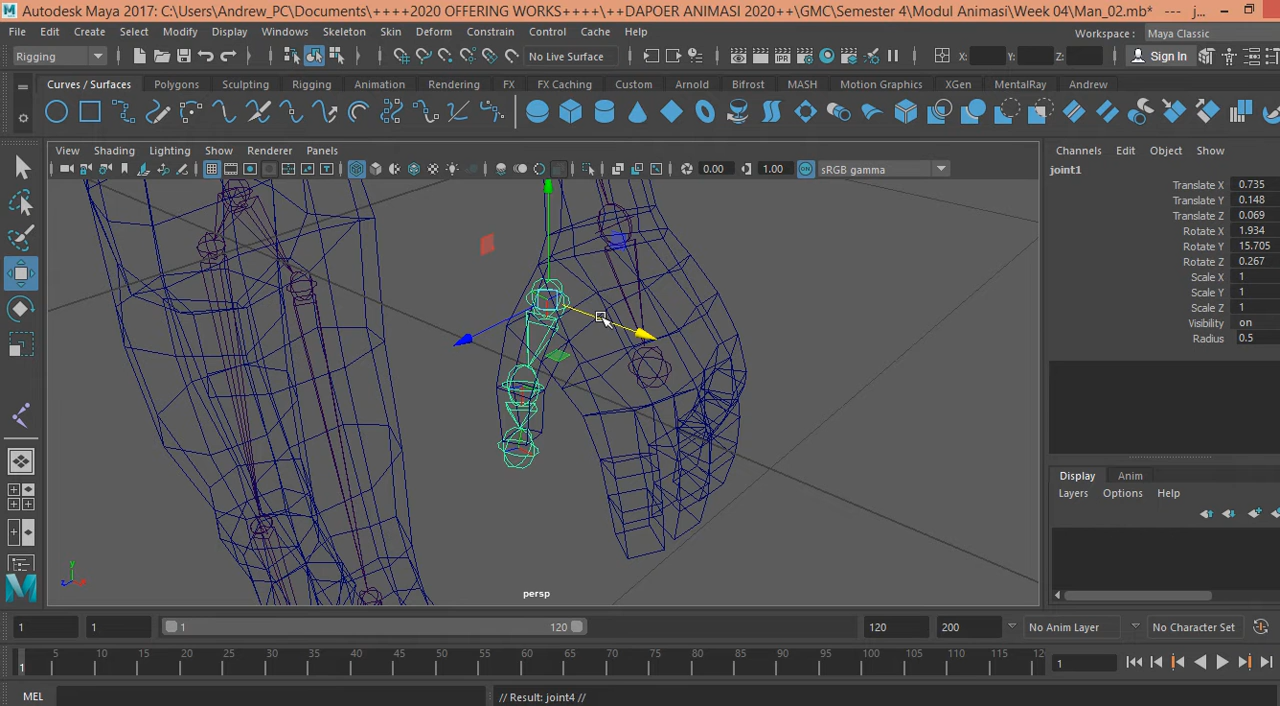 Autodesk Maya 2017: C:\Users\Andrew_PC\Documents\++++2020 OFFERING WORKS++++\++DAPOER ANIMASI 2020++\GMC\Semester 4\Modul Animasi\Week 04\Man_02.mb* --- j...
File Edit Create Select Modify Display Windows Skeleton Skin Deform Constrain Control Cache Help Workspace : Maya Classic
Rigging No Live Surface X: Y: Z: Sign In
Curves / Surfaces Polygons Sculpting Rigging Animation Rendering FX FX Caching Custom Arnold Bifrost MASH Motion Graphics XGen MentalRay Andrew
View Shading Lighting Show Renderer Panels
0.00 1.00 ON sRGB gamma
Channels Edit Object Show
joint1
Translate X 0.735
Translate Y 0.148
Translate Z 0.069
Rotate X 1.934
Rotate Y 15.705
Rotate Z 0.267
Scale X 1
Scale Y 1
Scale Z 1
Visibility on
Radius 0.5
Display Anim
Layers Options Help
y
z x
persp
1 1 1 120 120 200 No Anim Layer No Character Set
1 5 10 15 20 25 30 35 40 45 50 55 60 65 70 75 80 85 90 95 100 105 110 115 12 1
MEL // Result: joint4 //